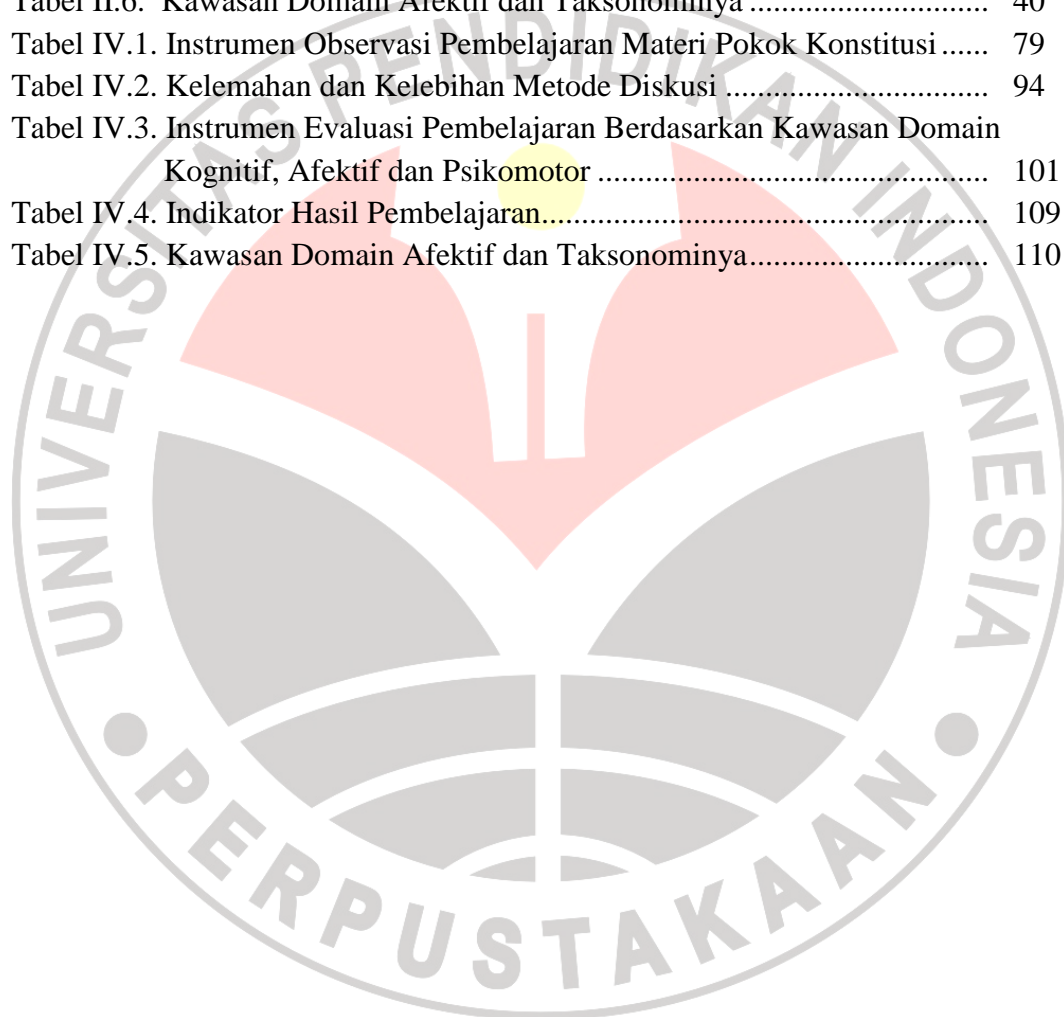 Tabel II.6. Kawasan Domain Afektif dan Taksonominya .............................. 40
Tabel IV.1. Instrumen Observasi Pembelajaran Materi Pokok Konstitusi ...... 79
Tabel IV.2. Kelemahan dan Kelebihan Metode Diskusi ................................. 94
Tabel IV.3. Instrumen Evaluasi Pembelajaran Berdasarkan Kawasan Domain
Kognitif, Afektif dan Psikomotor ................................................. 101
Tabel IV.4. Indikator Hasil Pembelajaran........................................................ 109
Tabel IV.5. Kawasan Domain Afektif dan Taksonominya.............................. 110
UNIVERSITAS PENDIDIKAN INDONESIA
PERPUSTAKAAN